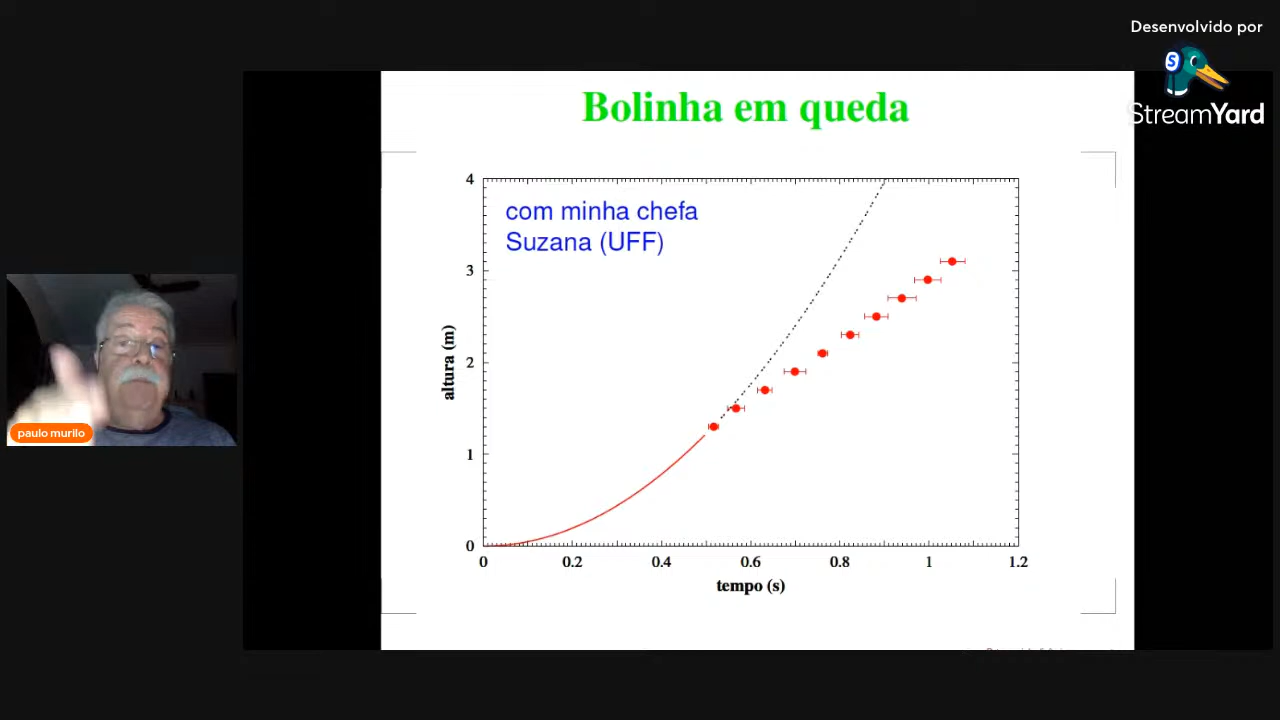 Desenvolvido por
StreamYard
Bolinha em queda
com minha chefa
Suzana (UFF)
4
3
2
1
0
altura (m)
0 0.2 0.4 0.6 0.8 1 1.2
tempo (s)
paulo murilo